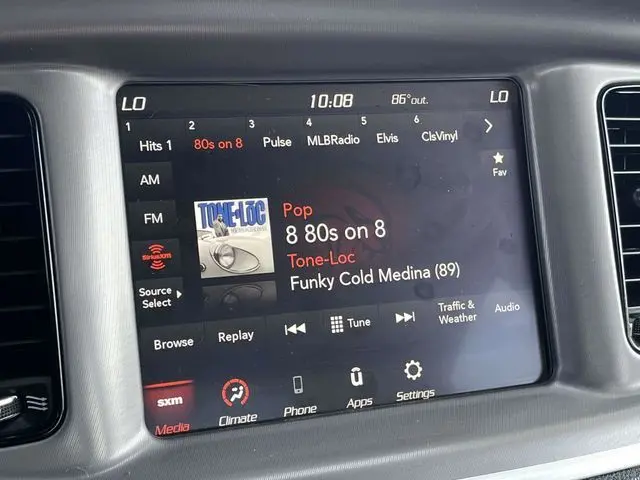 LO 10:08 86°out. LO
1 2 3 4 5 6
Hits 1 80s on 8 Pulse MLBRadio Elvis ClsVinyl
AM
Fav
FM
TONE-LOC
Pop
8 80s on 8
Tone-Loc
Funky Cold Medina (89)
SiriusXM
Source
Select
Browse Replay Tune Traffic &
Weather Audio
sxm
Media Climate Phone Apps Settings